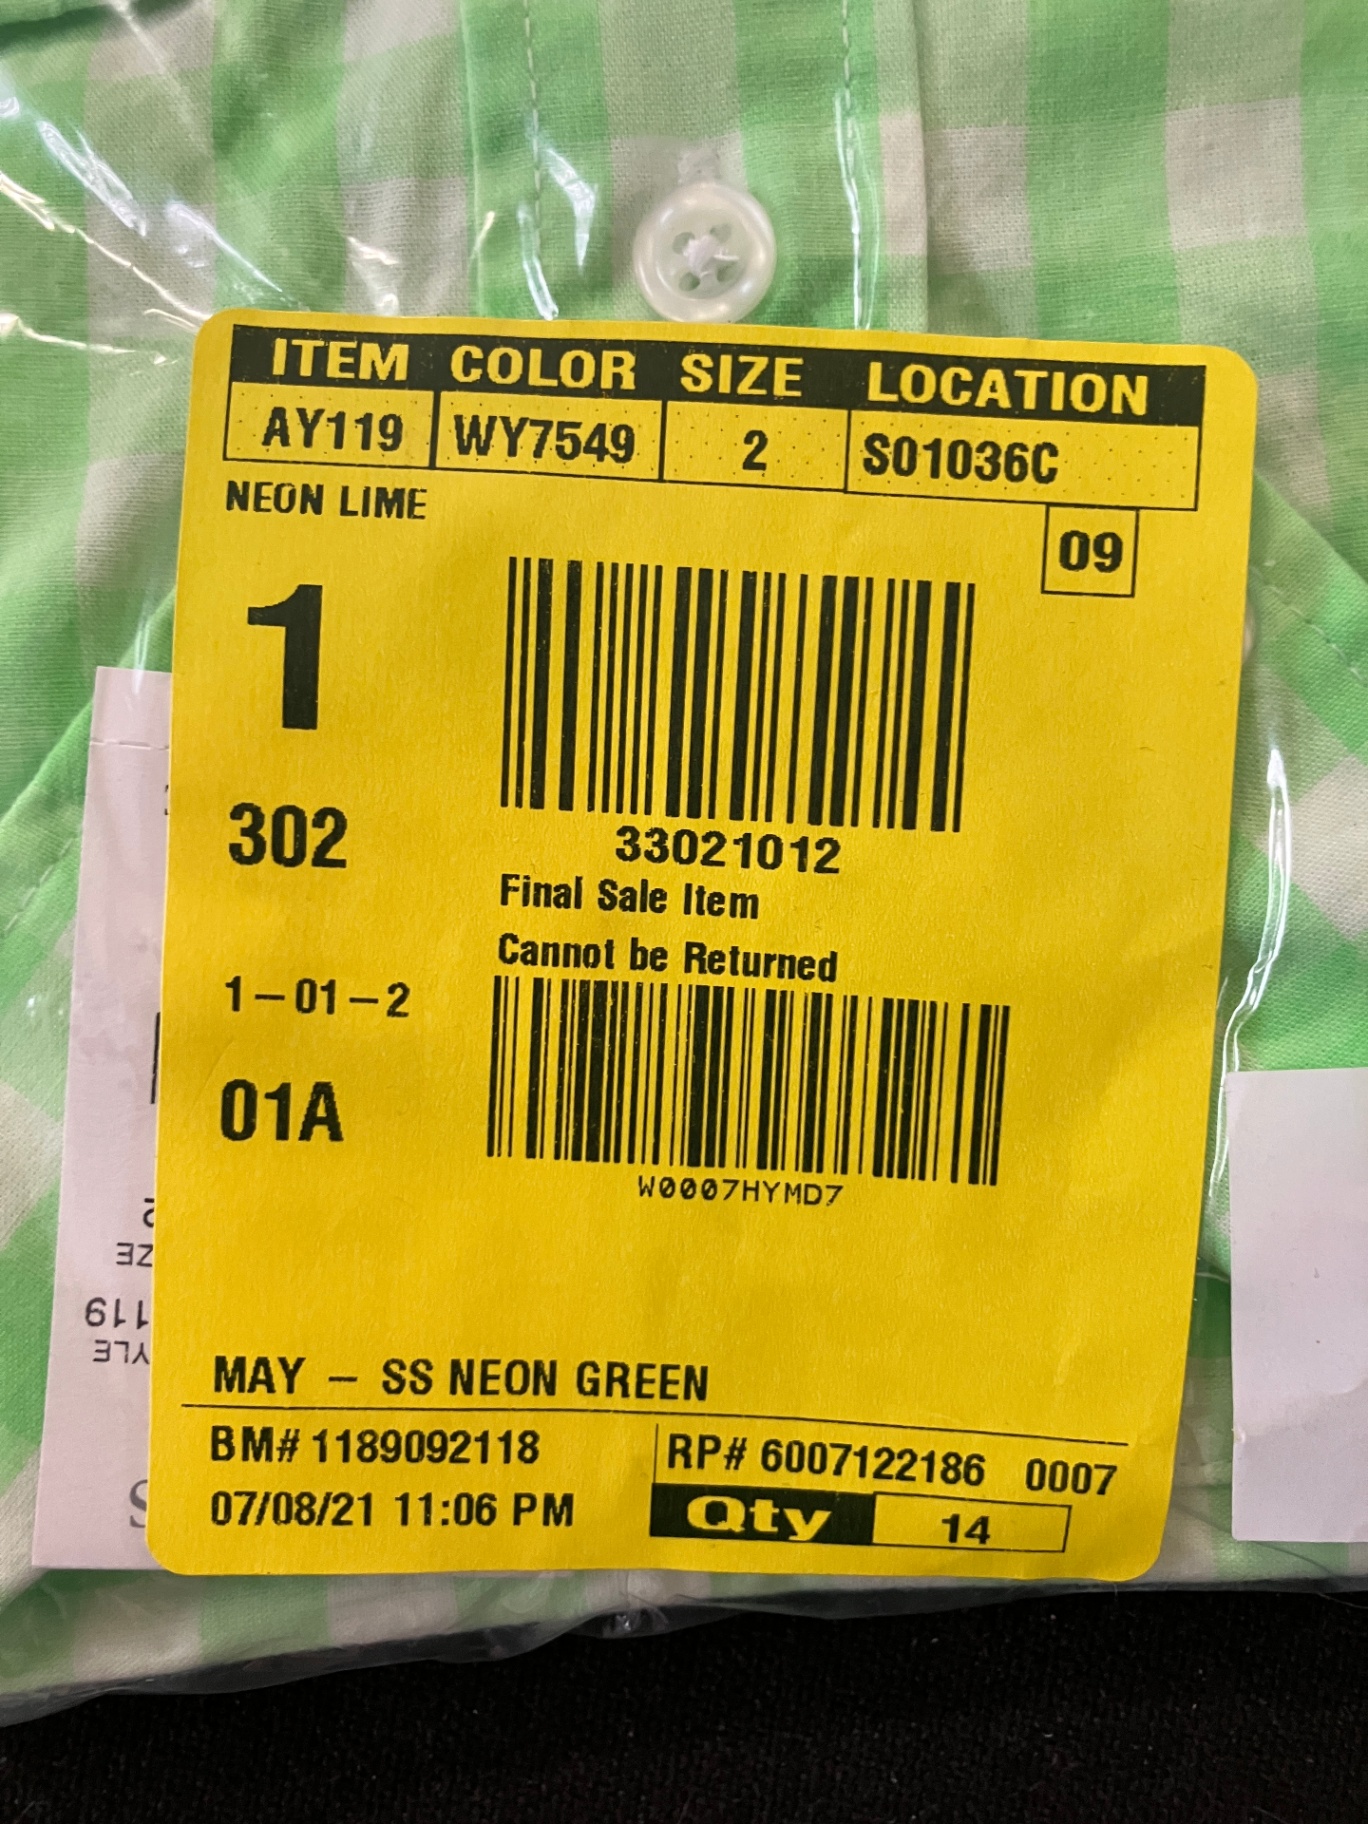 ITEM COLOR SIZE LOCATION
AY119 WY7549 2 S01036C
NEON LIME
09
1
302
33021012
Final Sale Item
Cannot be Returned
1-01-2
01A
W0007HYMD7
MAY - SS NEON GREEN
BM# 1189092118
RP# 6007122186 0007
07/08/21 11:06 PM
Qty 14